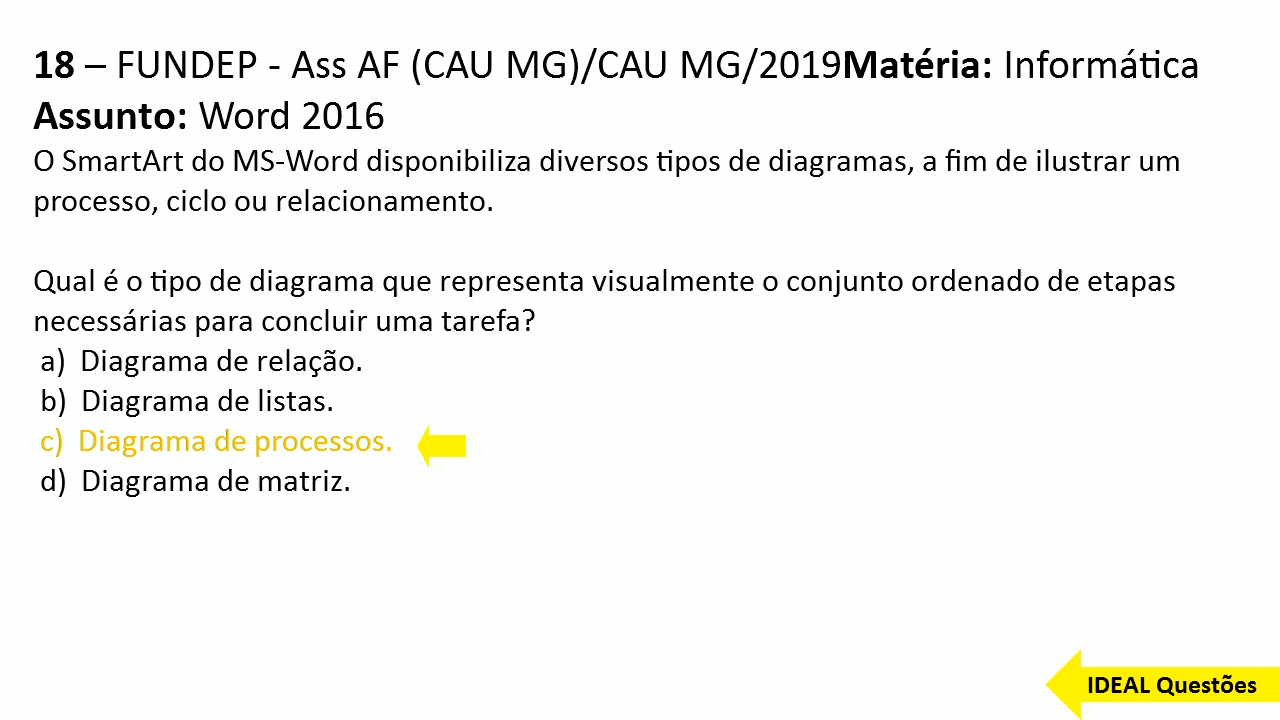 18 – FUNDEP - Ass AF (CAU MG)/CAU MG/2019Matéria: Informática
Assunto: Word 2016
O SmartArt do MS-Word disponibiliza diversos tipos de diagramas, a fim de ilustrar um
processo, ciclo ou relacionamento.
Qual é o tipo de diagrama que representa visualmente o conjunto ordenado de etapas
necessárias para concluir uma tarefa?
a) Diagrama de relação.
b) Diagrama de listas.
c) Diagrama de processos.
d) Diagrama de matriz.
IDEAL Questões